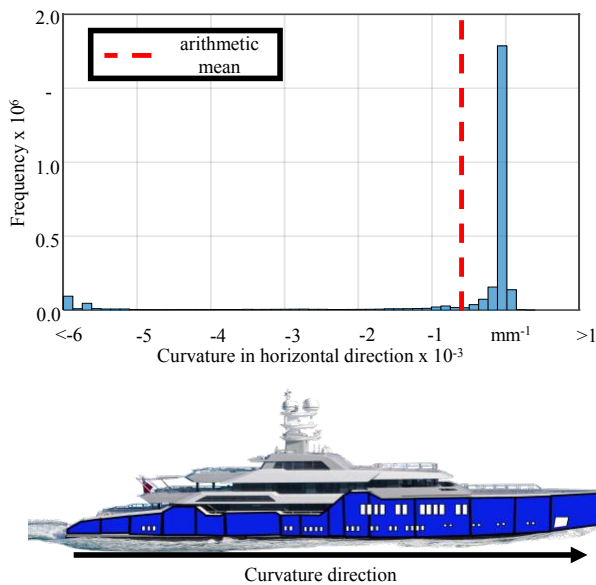 2.0
arithmetic
mean
-
1.0
0.5
0.0
Frequency x 10⁶
<-6 -5 -4 -3 -2 -1 mm⁻¹ >1
Curvature in horizontal direction x 10⁻³
Curvature direction